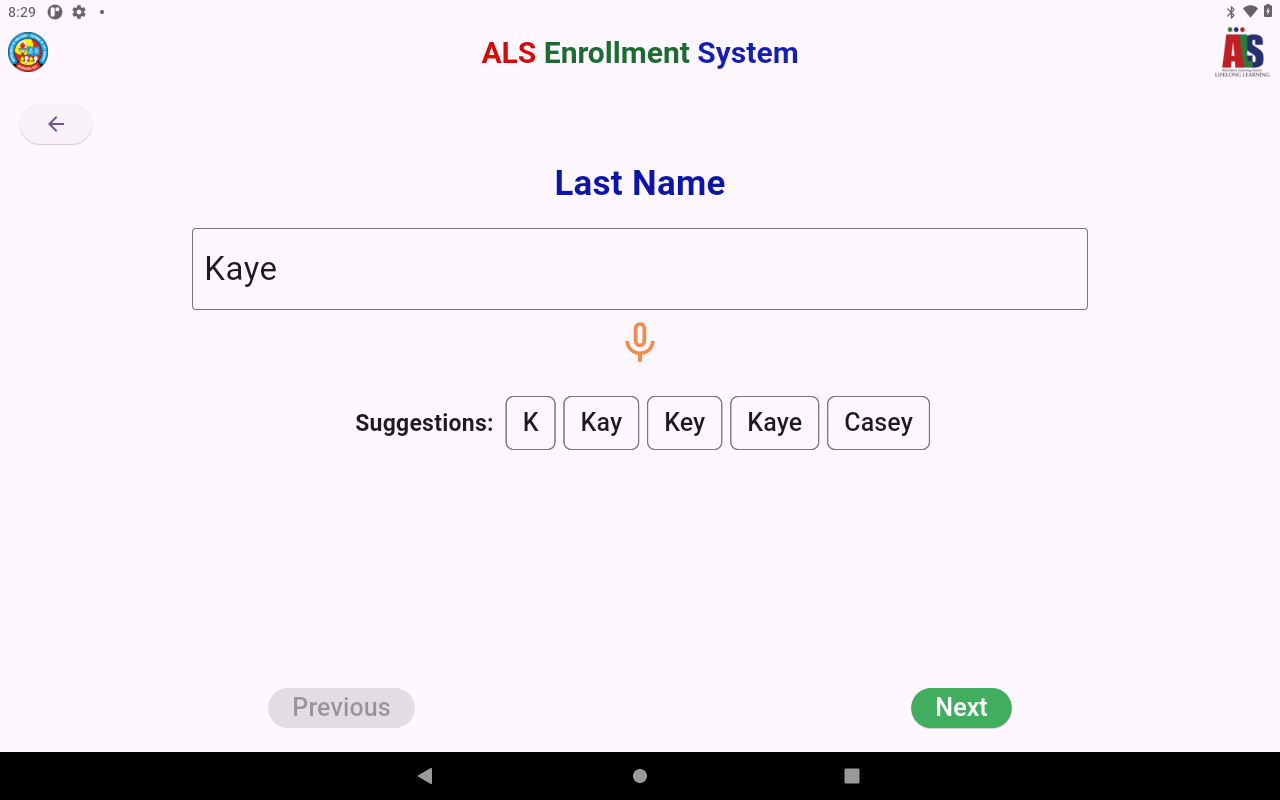 8:29
ALS Enrollment System
ALS
LIFELONG LEARNING
Last Name
Kaye
Suggestions: K Kay Key Kaye Casey
Previous Next